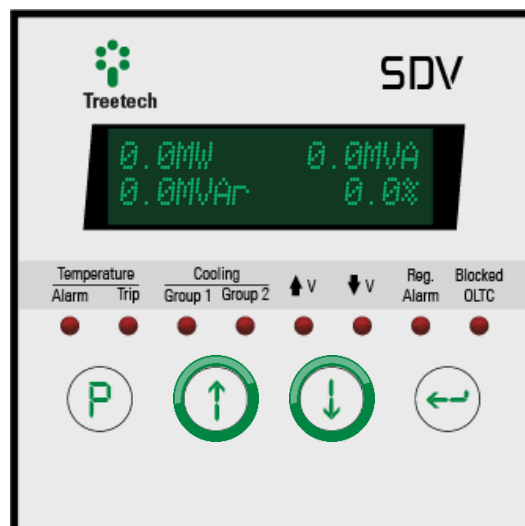 Treetech
SDV
0.0MW 0.0MVA
0.0MVAr 0.0%
Temperature Cooling
Alarm Trip Group 1 Group 2 V V Reg. Alarm Blocked OLTC
P